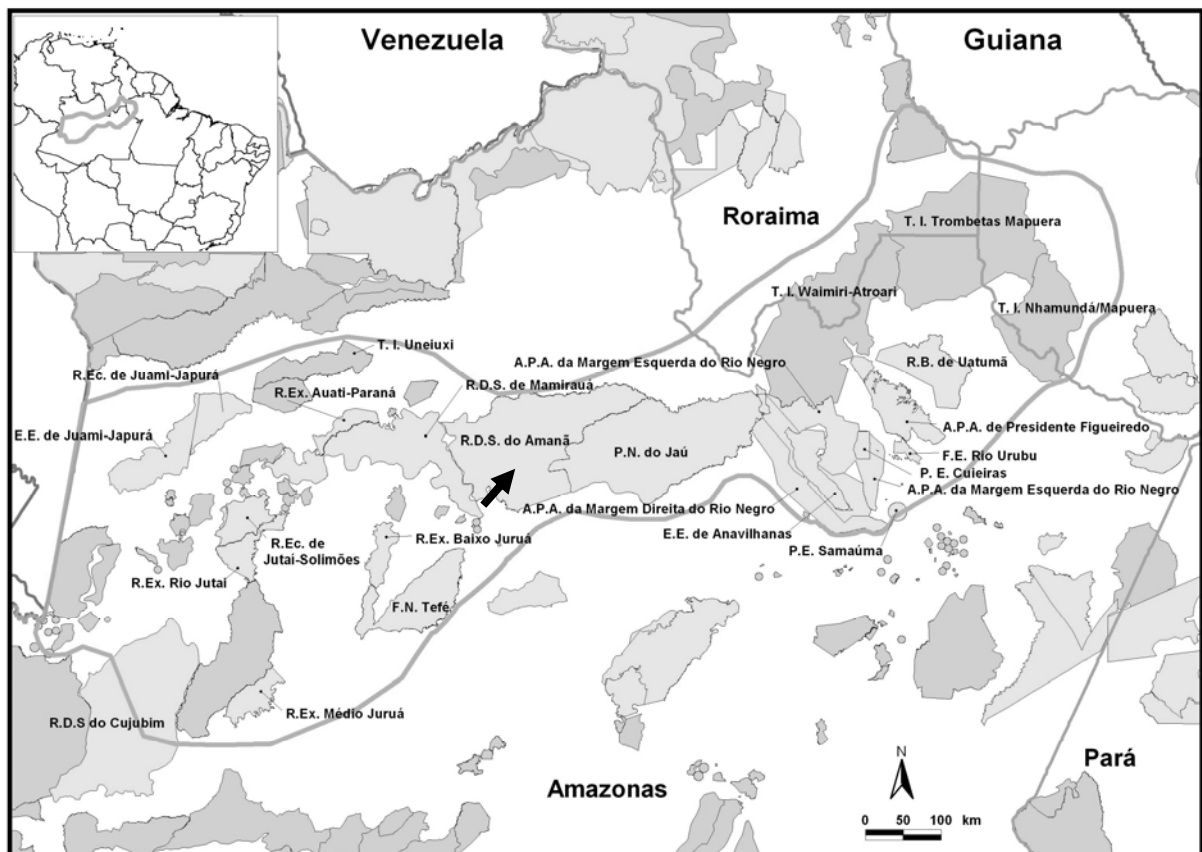 Venezuela
Guiana
Roraima
T. I. Trombetas Mapuera
T. I. Waimiri-Atroari
T. I. Nhamundá/Mapuera
T. I. Uneiuxi
A.P.A. da Margem Esquerda do Rio Negro
R.B. de Uatumã
R.Ec. de Juami-Japurá
R.Ex. Auati-Paraná
R.D.S. de Mamirauá
E.E. de Juami-Japurá
R.D.S. do Amanã
P.N. do Jaú
A.P.A. de Presidente Figueiredo
F.E. Rio Urubu
P. E. Cuieiras
A.P.A. da Margem Esquerda do Rio Negro
A.P.A. da Margem Direita do Rio Negro
E.E. de Anavilhanas
R.Ex. Baixo Juruá
R.Ec. de
Jutaí-Solimões
P.E. Samaúma
R.Ex. Rio Jutaí
F.N. Tefé
R.D.S do Cujubim
R.Ex. Médio Juruá
N
Pará
Amazonas
0 50 100 km